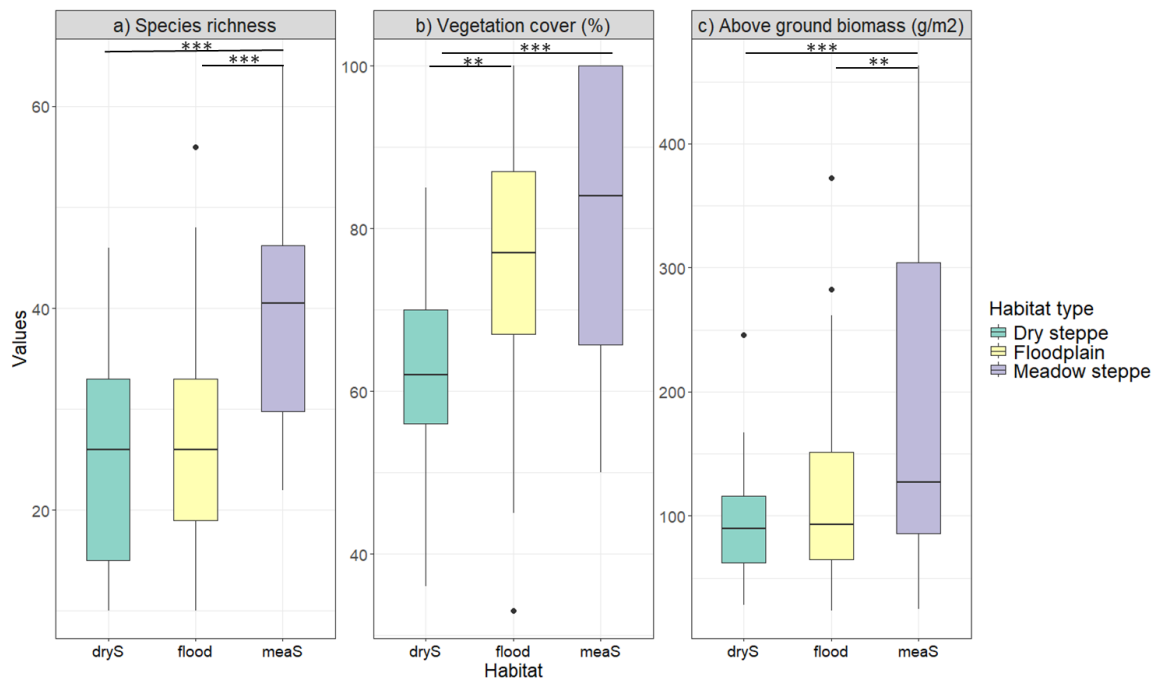 a) Species richness
b) Vegetation cover (%)
c) Above ground biomass (g/m2)
***
***
***
**
***
**
60
40
20
100
80
60
40
400
300
200
100
Values
dryS flood meaS
dryS flood meaS
dryS flood meaS
Habitat
Habitat type
Dry steppe
Floodplain
Meadow steppe